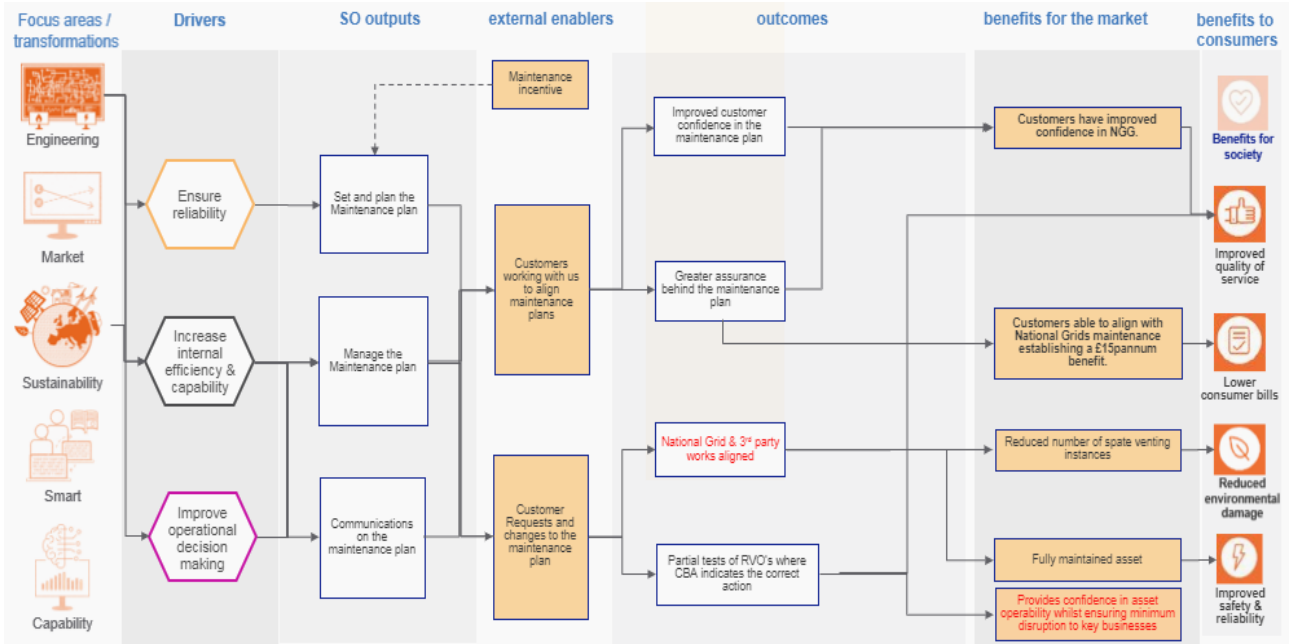 Focus areas /
transformations
Drivers
SO outputs
external enablers
outcomes
benefits for the market
benefits to
consumers
Engineering
Market
Sustainability
Smart
Capability
Ensure
reliability
Increase
internal
efficiency &
capability
Improve
operational
decision
making
Set and plan the
Maintenance plan
Manage the
Maintenance plan
Communications on
the maintenance plan
Maintenance
incentive
Customers
working with us
to align
maintenance
plans
Customer
Requests and
changes to the
maintenance
plan
Improved customer
confidence in the
maintenance plan
Greater assurance
behind the maintenance
plan
National Grid & 3rd party
works aligned
Partial tests of RVO's where
CBA indicates the correct
action
Customers have improved
confidence in NGG.
Customers able to align with
National Grids maintenance
establishing a £15pannum
benefit.
Reduced number of spate venting
instances
Fully maintained asset
Provides confidence in asset
operability whilst ensuring minimum
disruption to key businesses
Benefits for
society
Improved
quality of
service
Lower
consumer bills
Reduced
environmental
damage
Improved
safety &
reliability